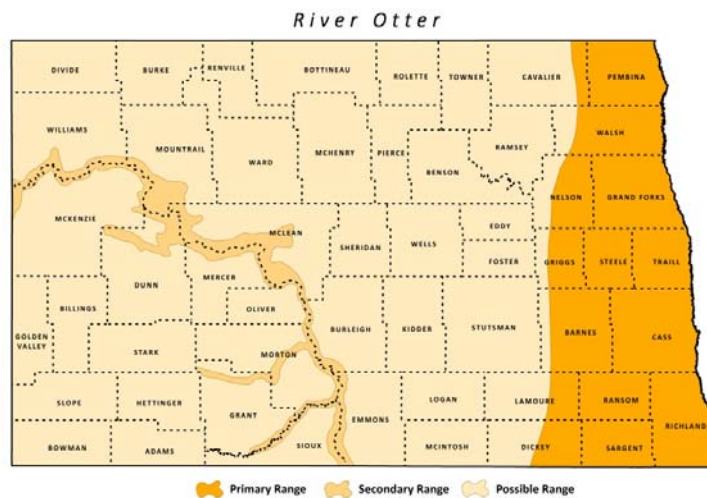 River Otter
DIVIDE
BURKE
RENVILLE
BOTTINEAU
ROLETTE
TOWNER
CAVALIER
PEMBINA
WILLIAMS
MOUNTRAIL
WARD
MCHENRY
PIERCE
BENSON
RAMSEY
WALSH
MCKENZIE
MCLEAN
SHERIDAN
WELLS
EDDY
FOSTER
NELSON
GRAND FORKS
DUNN
MERCER
OLIVER
GRIGGS
STEELE
TRAILL
BILLINGS
GOLDEN
VALLEY
STARK
MORTON
BURLEIGH
KIDDER
STUTSMAN
BARNES
CASS
SLOPE
HETTINGER
GRANT
EMMONS
LOGAN
LAMOURE
RANSOM
RICHLAND
BOWMAN
ADAMS
SIOUX
MCINTOSH
DICKEY
SARGENT
Primary Range
Secondary Range
Possible Range